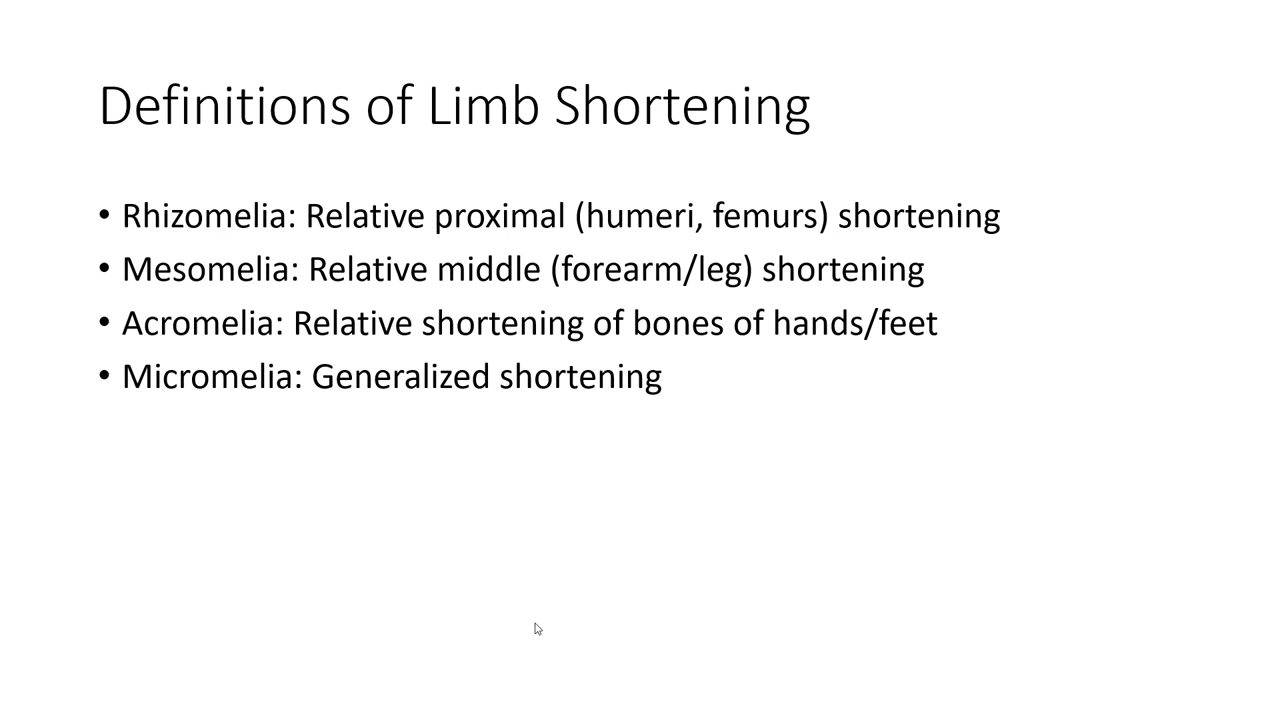 Definitions of Limb Shortening
• Rhizomelia: Relative proximal (humeri, femurs) shortening
• Mesomelia: Relative middle (forearm/leg) shortening
• Acromelia: Relative shortening of bones of hands/feet
• Micromelia: Generalized shortening